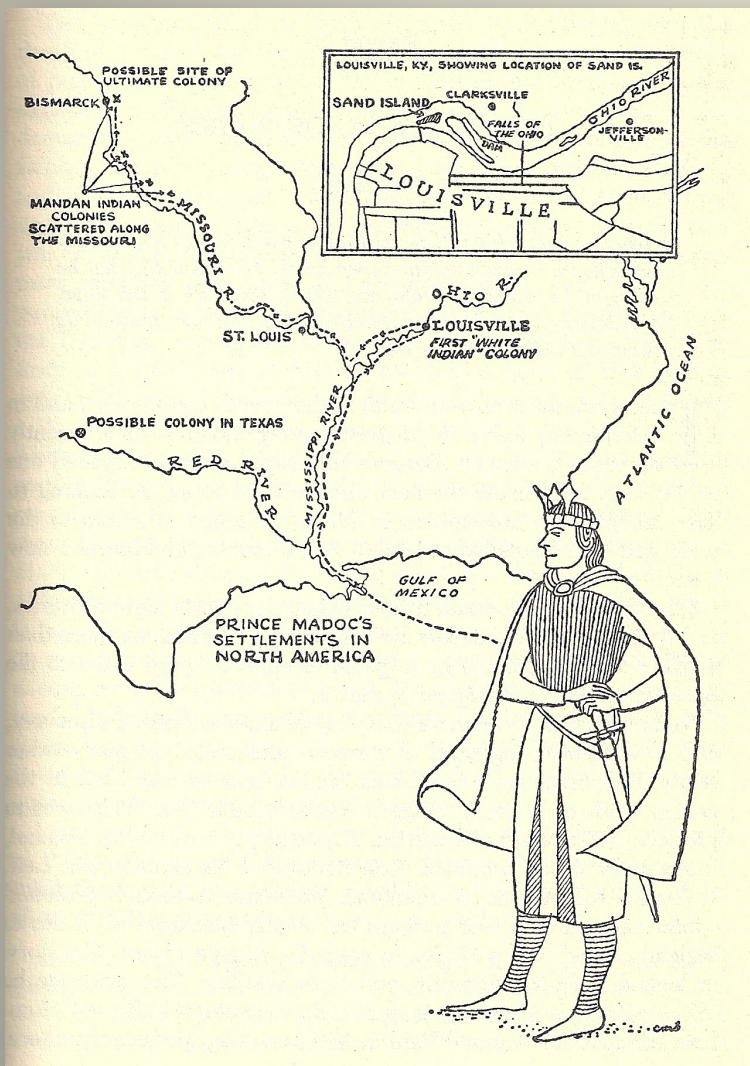 POSSIBLE SITE OF
ULTIMATE COLONY
BISMARCK
MANDAN INDIAN
COLONIES
SCATTERED ALONG
THE MISSOURI
MISSOURI R.
ST. LOUIS
LOUISVILLE, KY., SHOWING LOCATION OF SAND IS.
SAND ISLAND
CLARKSVILLE
FALLS OF
THE OHIO
DAM
OHIO RIVER
JEFFERSON-
VILLE
LOUISVILLE
OHIO R.
LOUISVILLE
FIRST "WHITE
INDIAN" COLONY
POSSIBLE COLONY IN TEXAS
RED RIVER
MISSISSIPPI RIVER
ATLANTIC OCEAN
GULF OF
MEXICO
PRINCE MADOC'S
SETTLEMENTS IN
NORTH AMERICA